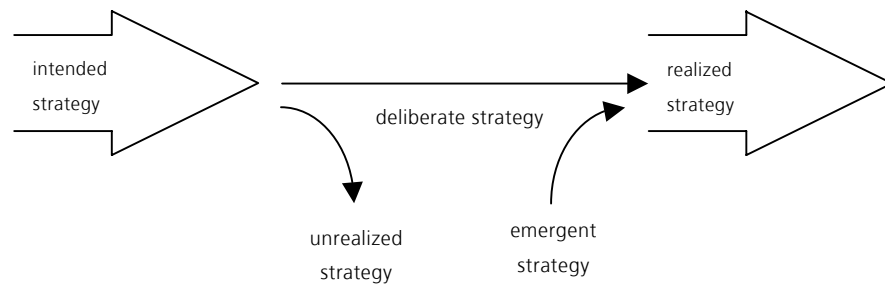 intended
strategy
deliberate strategy
realized
strategy
unrealized
strategy
emergent
strategy